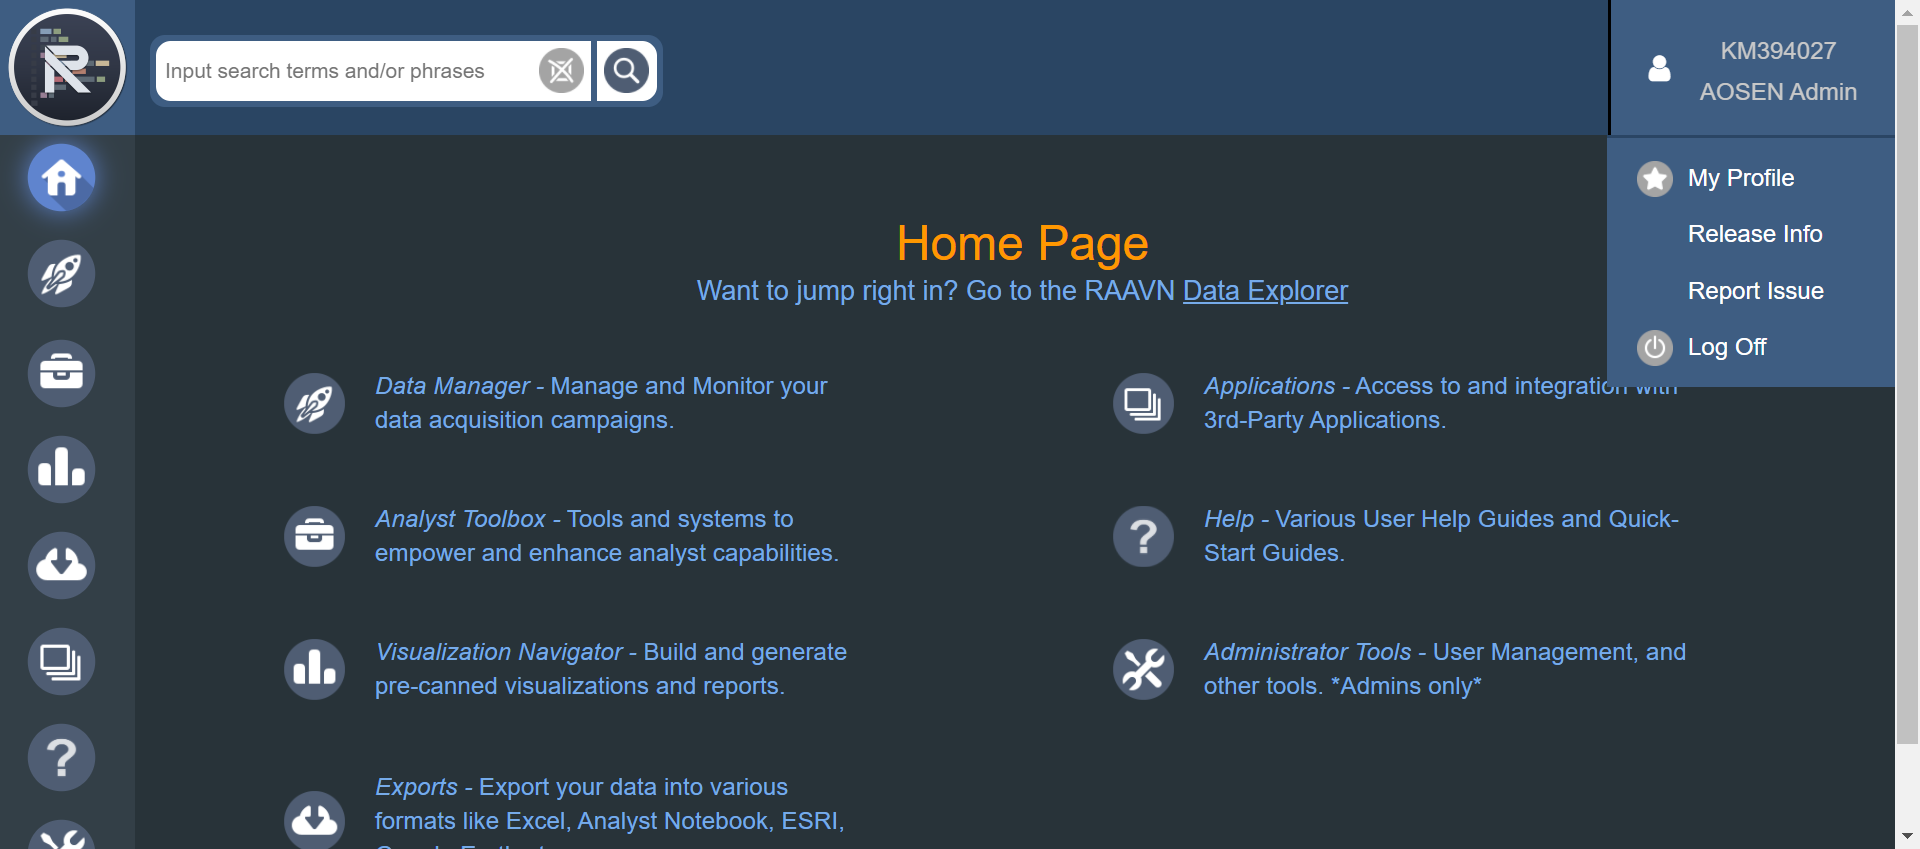 Input search terms and/or phrases
KM394027
AOSEN Admin
My Profile
Release Info
Report Issue
Log Off
Home Page
Want to jump right in? Go to the RAAVN Data Explorer
Data Manager - Manage and Monitor your
data acquisition campaigns.
Applications - Access to and integration with
3rd-Party Applications.
Analyst Toolbox - Tools and systems to
empower and enhance analyst capabilities.
Help - Various User Help Guides and Quick-
Start Guides.
Visualization Navigator - Build and generate
pre-canned visualizations and reports.
Administrator Tools - User Management, and
other tools. *Admins only*
Exports - Export your data into various
formats like Excel, Analyst Notebook, ESRI,